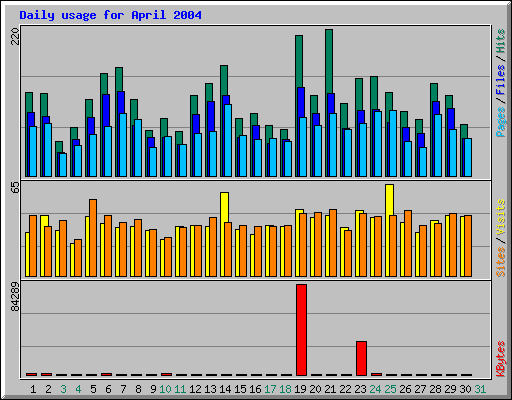 Daily usage for April 2004
220
Pages / Files / Hits
65
Sites / Visits
84289
KBytes
1 2 3 4 5 6 7 8 9 10 11 12 13 14 15 16 17 18 19 20 21 22 23 24 25 26 27 28 29 30 31